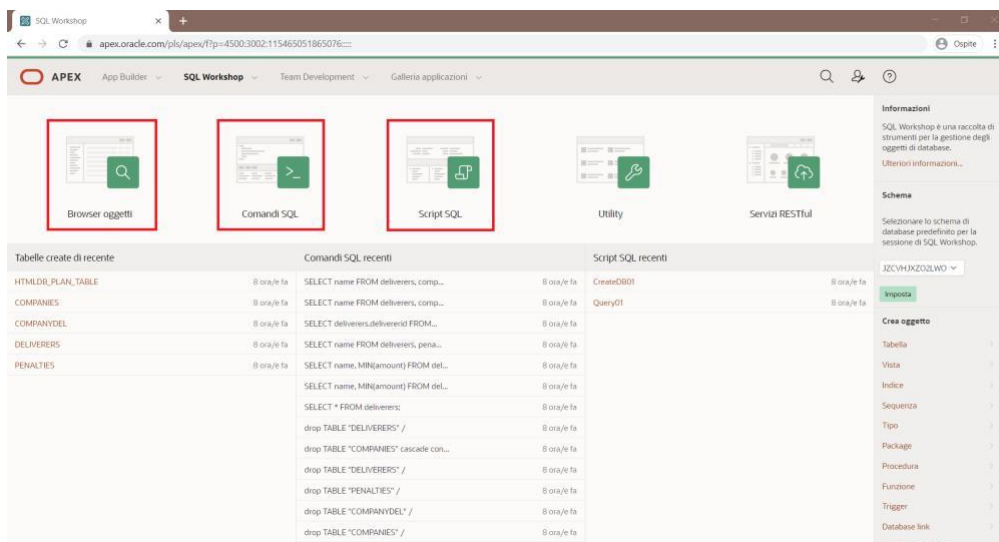 SQL Workshop
apex.oracle.com/pls/apex/f?p=4500:3002:115465051865076:::::
Ospite
APEX App Builder SQL Workshop Team Development Galleria applicazioni
Browser oggetti
Comandi SQL
Script SQL
Utility
Servizi RESTful
Tabelle create di recente
HTMLDB_PLAN_TABLE 8 ora/e fa
COMPANIES 8 ora/e fa
COMPANYDEL 8 ora/e fa
DELIVERERS 8 ora/e fa
PENALTIES 8 ora/e fa
Comandi SQL recenti
SELECT name FROM deliverers, comp... 8 ora/e fa
SELECT name FROM deliverers, comp... 8 ora/e fa
SELECT deliverers.delivererid FROM... 8 ora/e fa
SELECT name FROM deliverers, pena... 8 ora/e fa
SELECT name, MIN(amount) FROM del... 8 ora/e fa
SELECT name, MIN(amount) FROM del... 8 ora/e fa
SELECT * FROM deliverers; 8 ora/e fa
drop TABLE "DELIVERERS" / 8 ora/e fa
drop TABLE "COMPANIES" cascade con... 8 ora/e fa
drop TABLE "DELIVERERS" / 8 ora/e fa
drop TABLE "PENALTIES" / 8 ora/e fa
drop TABLE "COMPANYDEL" / 8 ora/e fa
drop TABLE "COMPANIES" / 8 ora/e fa
Script SQL recenti
CreateDB01 8 ora/e fa
Query01 8 ora/e fa
Informazioni
SQL Workshop è una raccolta di
strumenti per la gestione degli
oggetti di database.
Ulteriori informazioni...
Schema
Selezionare lo schema di
database predefinito per la
sessione di SQL Workshop.
JZCVHJXZO2LWO
Imposta
Crea oggetto
Tabella
Vista
Indice
Sequenza
Tipo
Package
Procedura
Funzione
Trigger
Database link